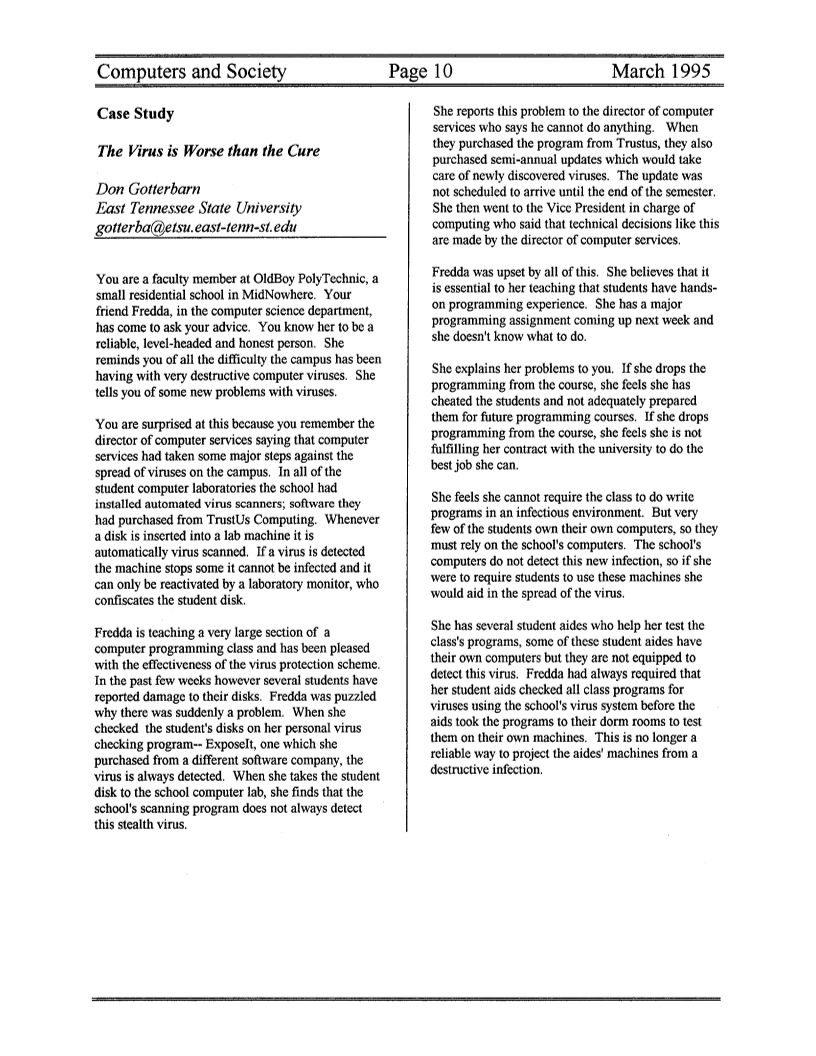 Computers and Society Page 10 March 1995
Case Study
The Virus is Worse than the Cure
Don Gotterbarn
East Tennessee State University
gotterba@etsu.east-tenn-st.edu
You are a faculty member at OldBoy PolyTechnic, a
small residential school in MidNowhere. Your
friend Fredda, in the computer science department,
has come to ask your advice. You know her to be a
reliable, level-headed and honest person. She
reminds you of all the difficulty the campus has been
having with very destructive computer viruses. She
tells you of some new problems with viruses.
You are surprised at this because you remember the
director of computer services saying that computer
services had taken some major steps against the
spread of viruses on the campus. In all of the
student computer laboratories the school had
installed automated virus scanners; software they
had purchased from TrustUs Computing. Whenever
a disk is inserted into a lab machine it is
automatically virus scanned. If a virus is detected
the machine stops some it cannot be infected and it
can only be reactivated by a laboratory monitor, who
confiscates the student disk.
Fredda is teaching a very large section of a
computer programming class and has been pleased
with the effectiveness of the virus protection scheme.
In the past few weeks however several students have
reported damage to their disks. Fredda was puzzled
why there was suddenly a problem. When she
checked the student's disks on her personal virus
checking program-- ExposeIt, one which she
purchased from a different software company, the
virus is always detected. When she takes the student
disk to the school computer lab, she finds that the
school's scanning program does not always detect
this stealth virus.
She reports this problem to the director of computer
services who says he cannot do anything. When
they purchased the program from Trustus, they also
purchased semi-annual updates which would take
care of newly discovered viruses. The update was
not scheduled to arrive until the end of the semester.
She then went to the Vice President in charge of
computing who said that technical decisions like this
are made by the director of computer services.
Fredda was upset by all of this. She believes that it
is essential to her teaching that students have hands-
on programming experience. She has a major
programming assignment coming up next week and
she doesn't know what to do.
She explains her problems to you. If she drops the
programming from the course, she feels she has
cheated the students and not adequately prepared
them for future programming courses. If she drops
programming from the course, she feels she is not
fulfilling her contract with the university to do the
best job she can.
She feels she cannot require the class to do write
programs in an infectious environment. But very
few of the students own their own computers, so they
must rely on the school's computers. The school's
computers do not detect this new infection, so if she
were to require students to use these machines she
would aid in the spread of the virus.
She has several student aides who help her test the
class's programs, some of these student aides have
their own computers but they are not equipped to
detect this virus. Fredda had always required that
her student aids checked all class programs for
viruses using the school's virus system before the
aids took the programs to their dorm rooms to test
them on their own machines. This is no longer a
reliable way to project the aides' machines from a
destructive infection.